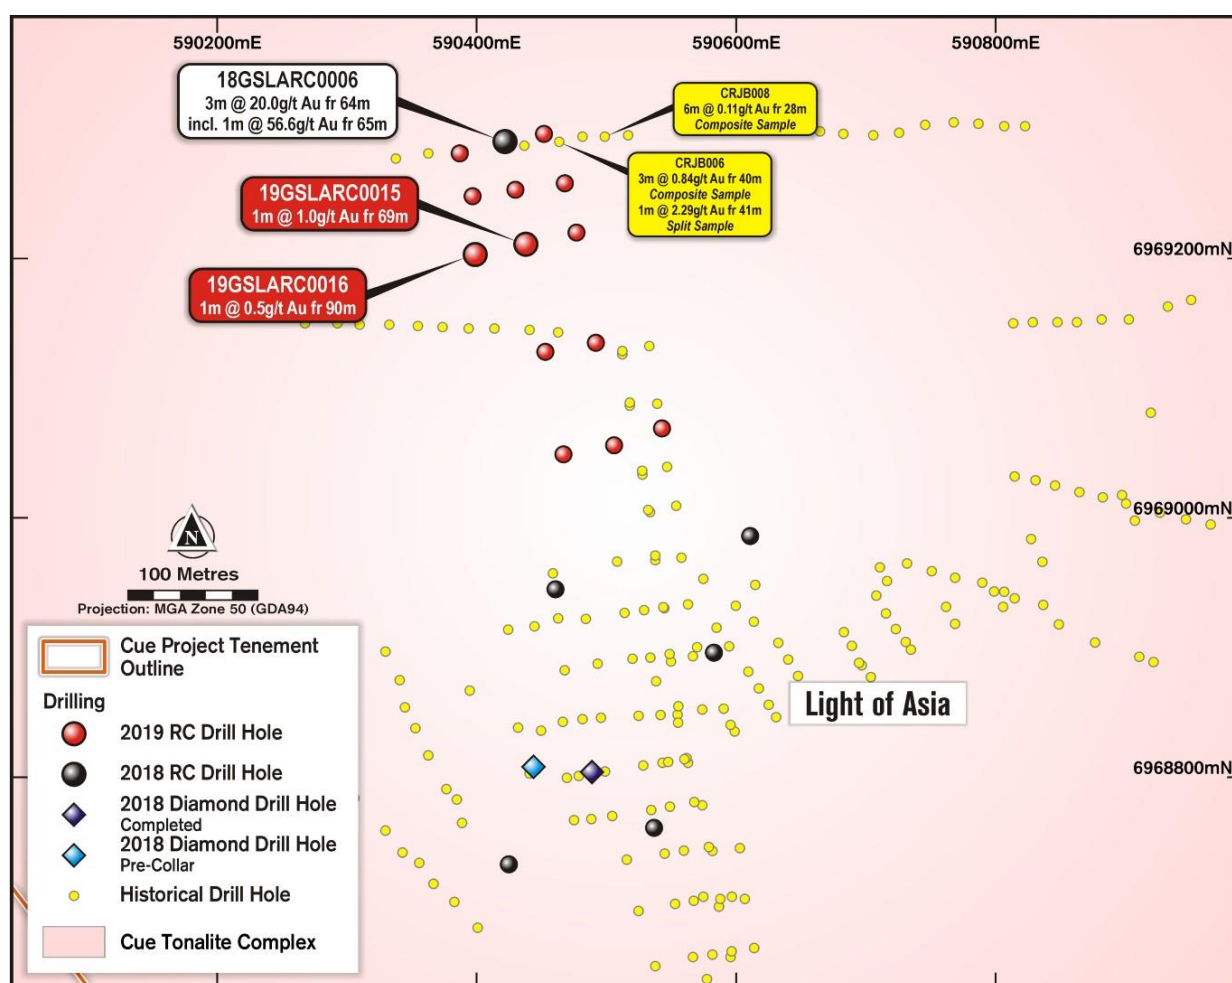 590200mE
590400mE
590600mE
590800mE
18GSLARC0006
3m @ 20.0g/t Au fr 64m
incl. 1m @ 56.6g/t Au fr 65m
CRJB008
6m @ 0.11g/t Au fr 28m
Composite Sample
CRJB006
3m @ 0.84g/t Au fr 40m
Composite Sample
1m @ 2.29g/t Au fr 41m
Split Sample
19GSLARC0015
1m @ 1.0g/t Au fr 69m
19GSLARC0016
1m @ 0.5g/t Au fr 90m
6969200mN
6969000mN
6968800mN
N
100 Metres
Projection: MGA Zone 50 (GDA94)
Light of Asia
Cue Project Tenement
Outline
Drilling
2019 RC Drill Hole
2018 RC Drill Hole
2018 Diamond Drill Hole
Completed
2018 Diamond Drill Hole
Pre-Collar
Historical Drill Hole
Cue Tonalite Complex